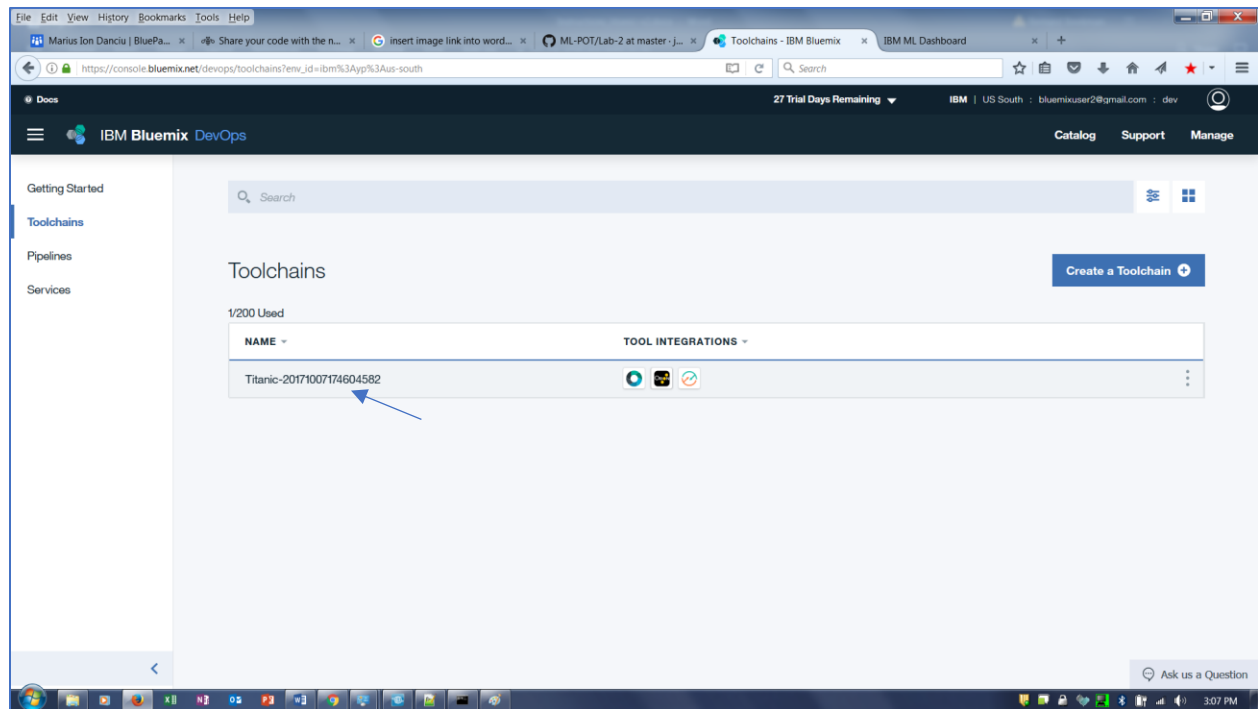 File Edit View History Bookmarks Tools Help
Marius Ion Danciu | BluePa... × Share your code with the n... × insert image link into word... × ML-POT/Lab-2 at master · j... × Toolchains - IBM Bluemix × IBM ML Dashboard × +
https://console.bluemix.net/devops/toolchains?env_id=ibm%3Ayp%3Aus-south Search
Docs 27 Trial Days Remaining IBM | US South : bluemixuser2@gmail.com : dev
IBM Bluemix DevOps Catalog Support Manage
Getting Started
Search
Toolchains
Pipelines
Toolchains Create a Toolchain
Services
1/200 Used
NAME TOOL INTEGRATIONS
Titanic-20171007174604582
Ask us a Question
3:07 PM